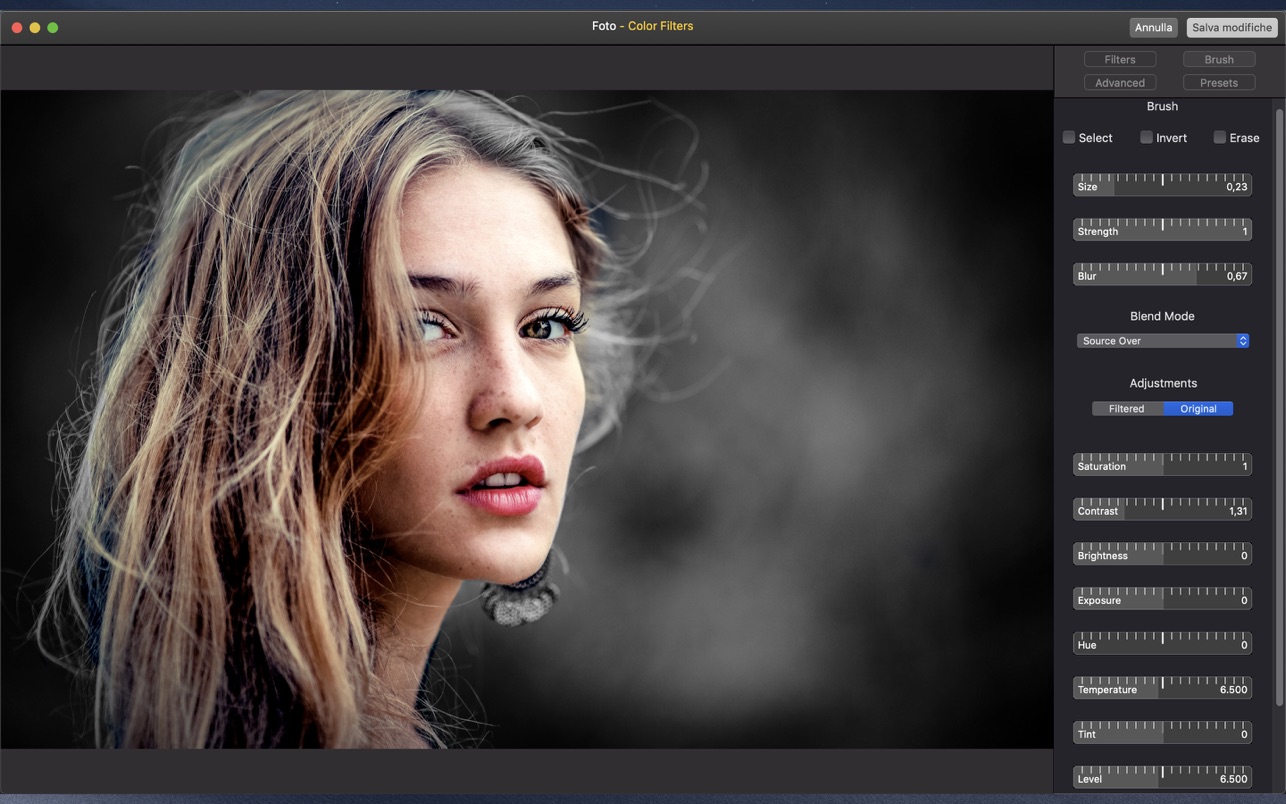 Foto - Color Filters
Annulla
Salva modifiche
Filters
Brush
Advanced
Presets
Brush
Select
Invert
Erase
Size 0,23
Strength 1
Blur 0,67
Blend Mode
Source Over
Adjustments
Filtered
Original
Saturation 1
Contrast 1,31
Brightness 0
Exposure 0
Hue 0
Temperature 6.500
Tint 0
Level 6.500